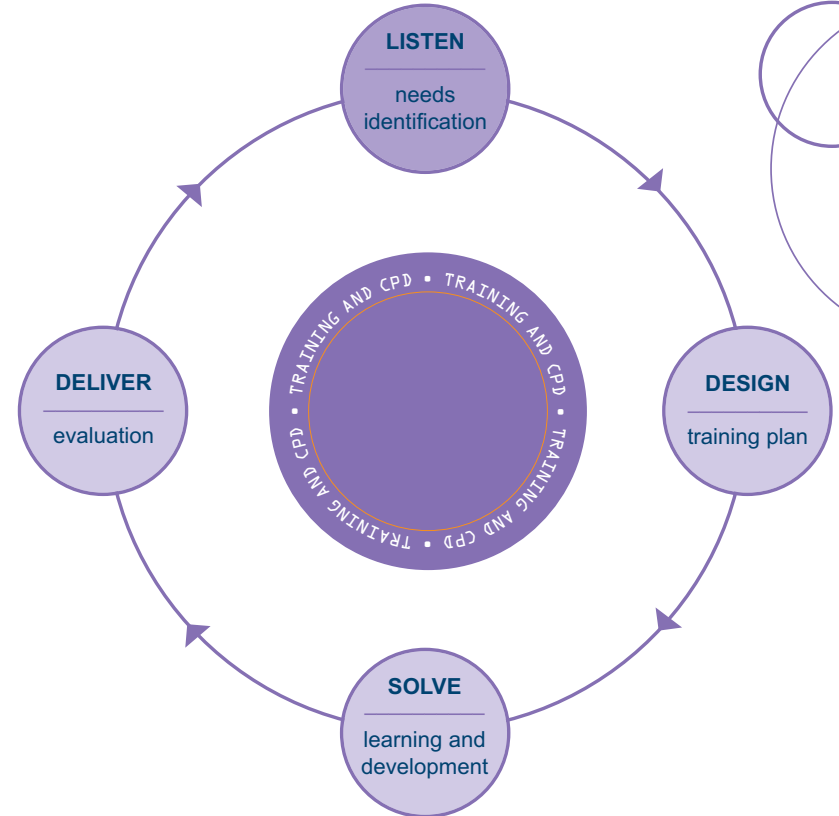 LISTEN
needs
identification
DESIGN
training plan
SOLVE
learning and
development
DELIVER
evaluation
TRAINING AND CPD • TRAINING AND CPD • TRAINING AND CPD • TRAINING AND CPD •